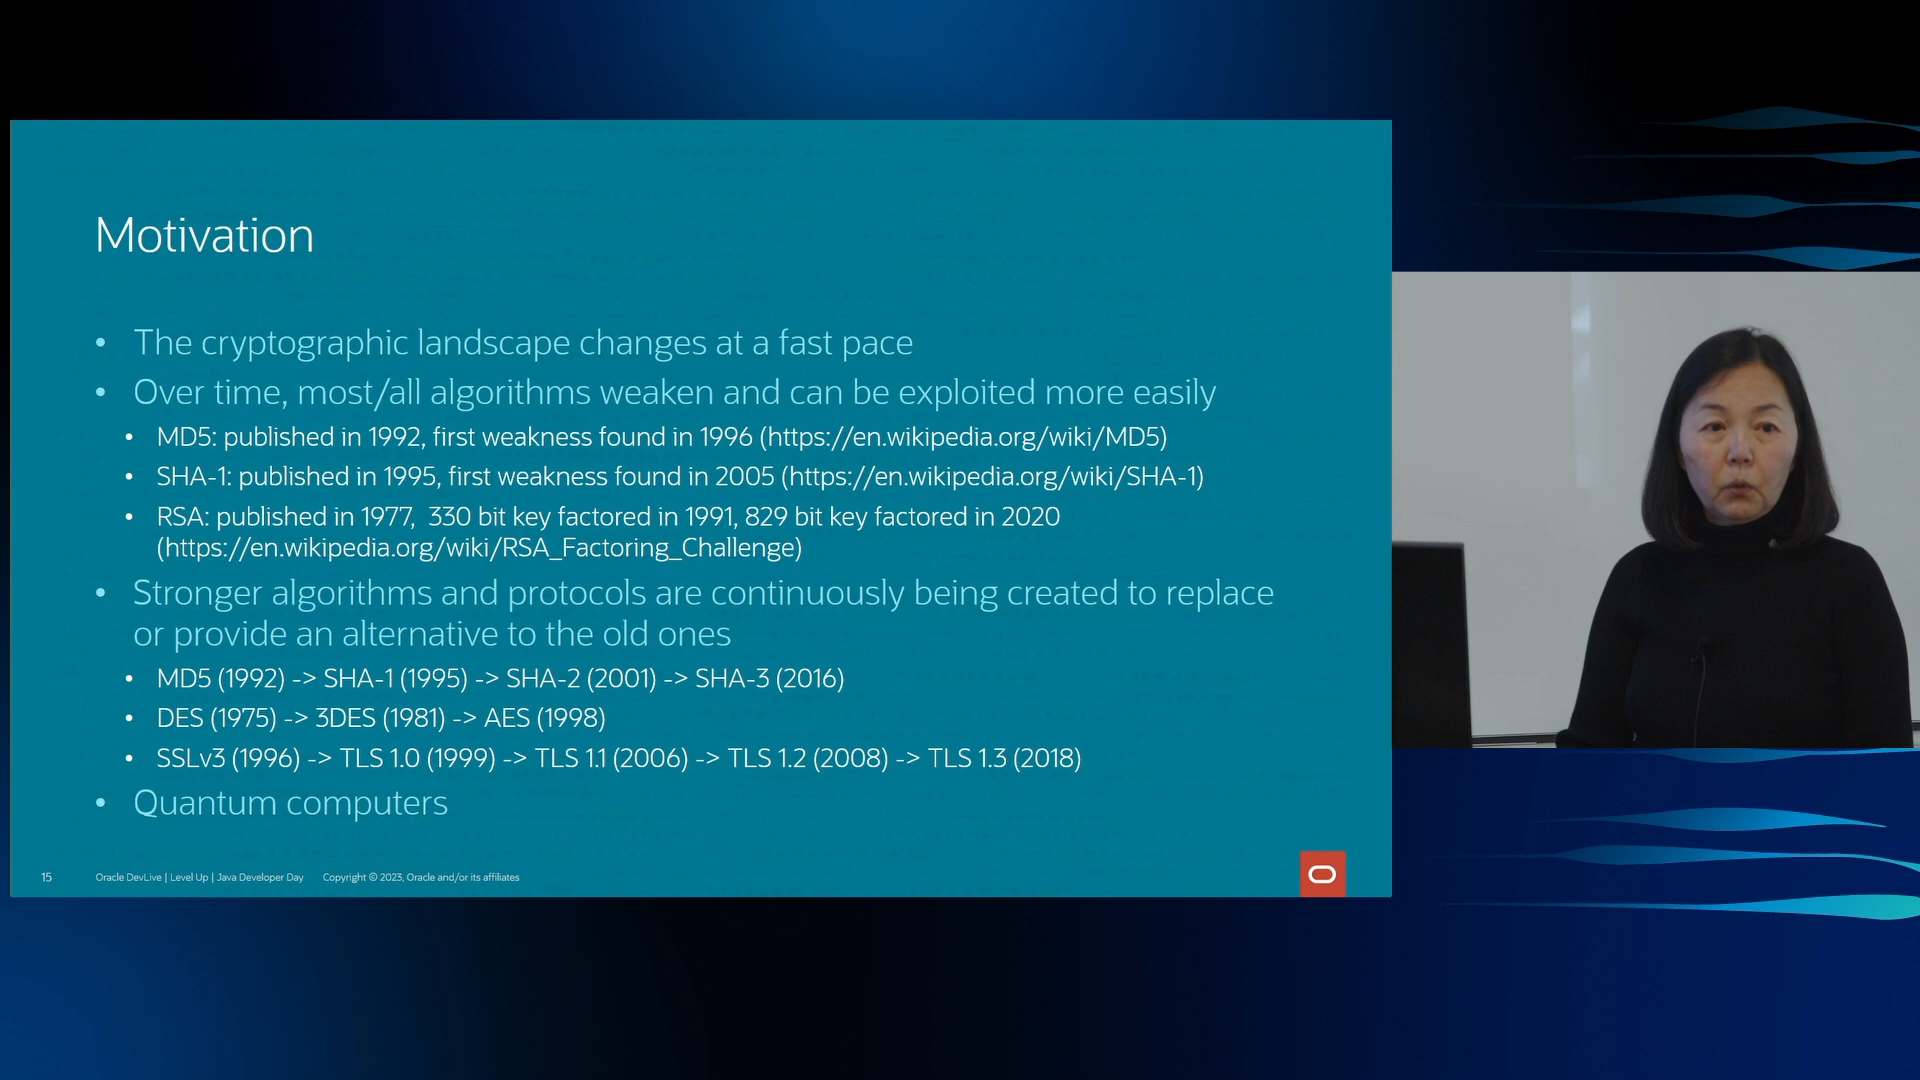 Motivation
• The cryptographic landscape changes at a fast pace
• Over time, most/all algorithms weaken and can be exploited more easily
• MD5: published in 1992, first weakness found in 1996 (https://en.wikipedia.org/wiki/MD5)
• SHA-1: published in 1995, first weakness found in 2005 (https://en.wikipedia.org/wiki/SHA-1)
• RSA: published in 1977,  330 bit key factored in 1991, 829 bit key factored in 2020
(https://en.wikipedia.org/wiki/RSA_Factoring_Challenge)
• Stronger algorithms and protocols are continuously being created to replace
or provide an alternative to the old ones
• MD5 (1992) -> SHA-1 (1995) -> SHA-2 (2001) -> SHA-3 (2016)
• DES (1975) -> 3DES (1981) -> AES (1998)
• SSLv3 (1996) -> TLS 1.0 (1999) -> TLS 1.1 (2006) -> TLS 1.2 (2008) -> TLS 1.3 (2018)
• Quantum computers
15 Oracle DevLive | Level Up | Java Developer Day Copyright © 2023, Oracle and/or its affiliates